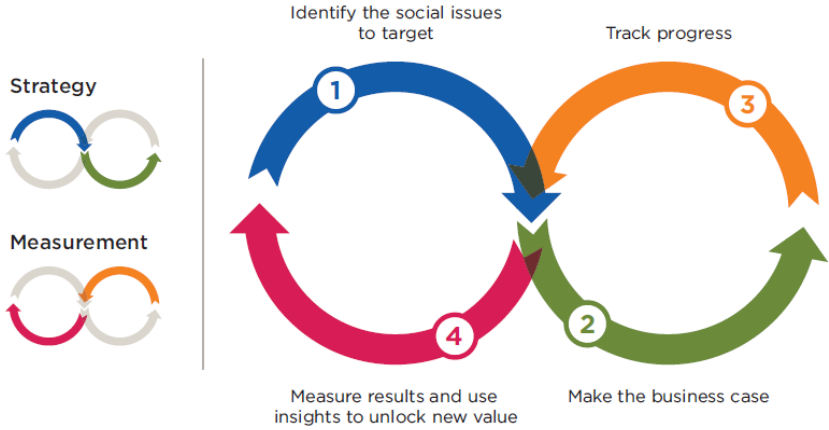 Strategy
Measurement
Identify the social issues
to target
1
Track progress
3
2
Make the business case
4
Measure results and use
insights to unlock new value